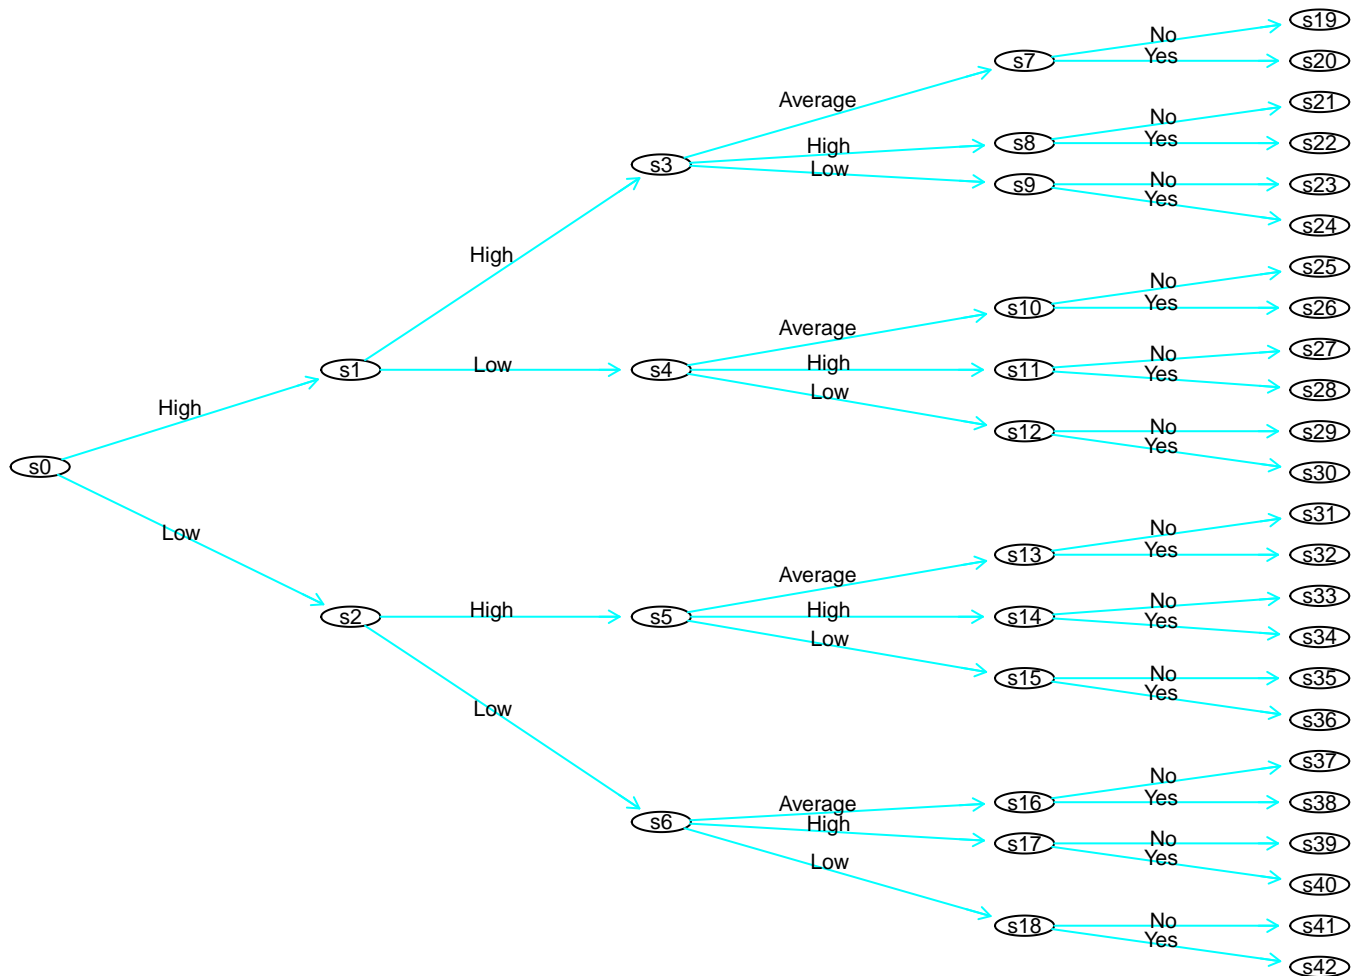 s19
No
s7
Yes
s20
Average
s21
No
High
s8
Yes
s22
s3
Low
s9
No
s23
Yes
s24
High
s25
No
s10
Yes
s26
Average
s27
No
s1
Low
s4
High
s11
Yes
s28
Low
High
s12
No
s29
Yes
s30
s0
s31
No
Low
s13
Yes
s32
Average
s33
No
s2
High
s5
High
s14
Yes
s34
Low
s15
No
s35
Yes
s36
Low
s37
No
Average
s16
Yes
s38
s6
High
s17
No
s39
Low
Yes
s40
s18
No
s41
Yes
s42